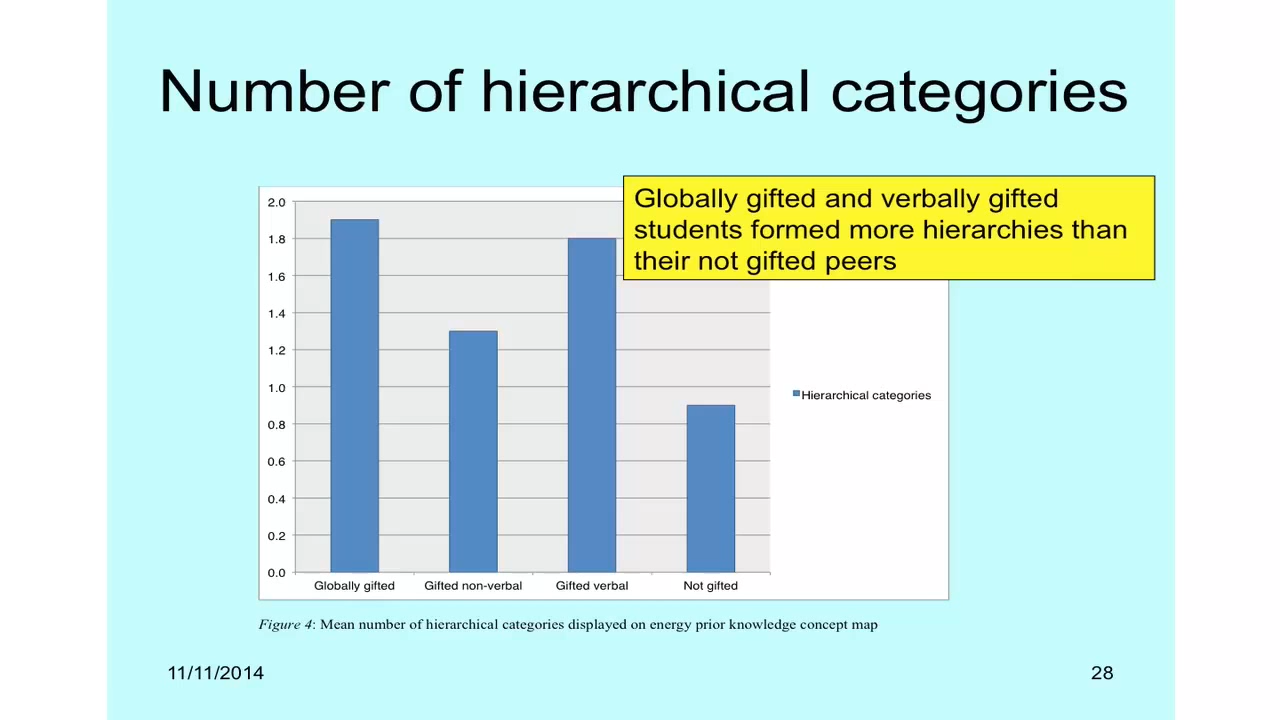 Number of hierarchical categories
Globally gifted and verbally gifted
students formed more hierarchies than
their not gifted peers
2.0
1.8
1.6
1.4
1.2
1.0
0.8
0.6
0.4
0.2
0.0
Hierarchical categories
Globally gifted Gifted non-verbal Gifted verbal Not gifted
Figure 4: Mean number of hierarchical categories displayed on energy prior knowledge concept map
11/11/2014 28